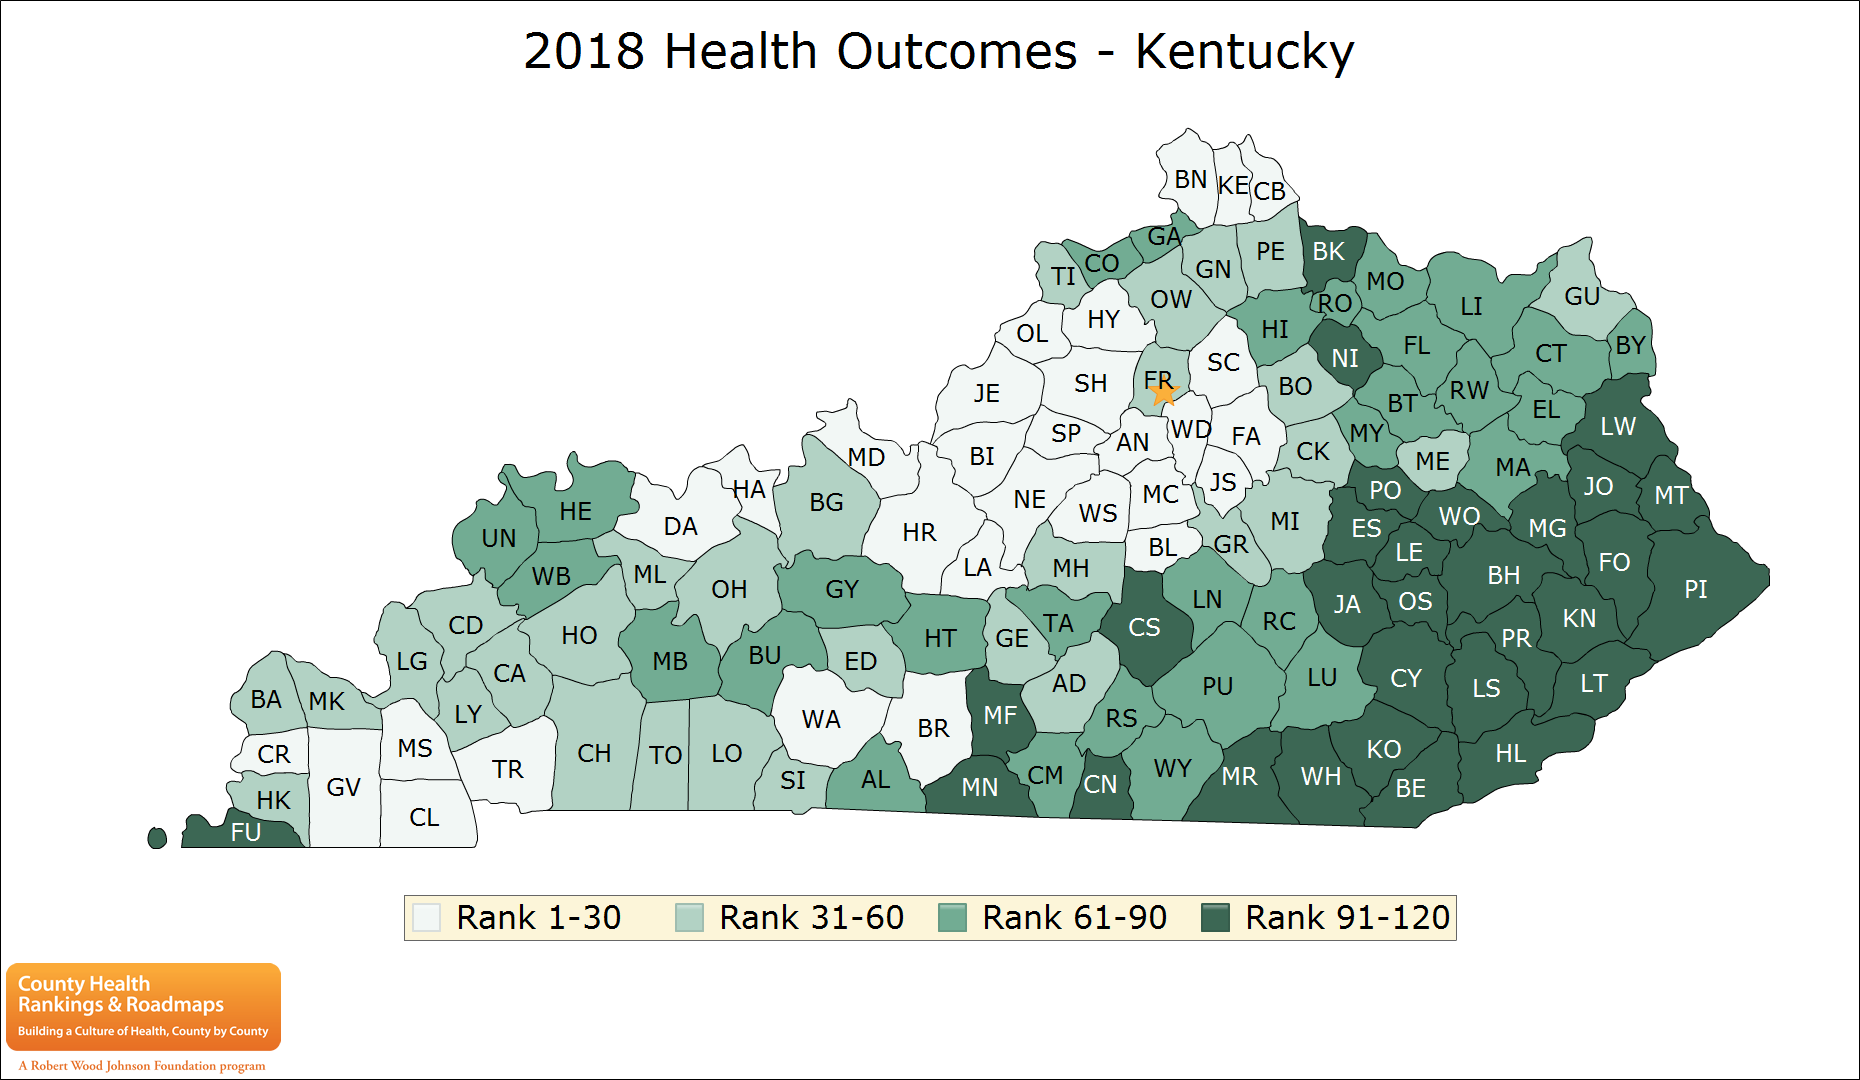 2018 Health Outcomes - Kentucky
BN KE CB
GA
CO TI GN PE BK
OW MO LI GU
HY RO
OL HI
SC NI FL CT BY
JE SH FR BO BT RW EL
LW
SP AN WD FA MY
MD BI CK ME MA
HA BG NE MC JS PO JO MT
HE DA HR WS MI ES WO MG
UN BL GR LE FO
WB ML OH GY LA MH BH PI
LN JA OS
CD HO HT GE TA CS RC PR KN
LG MB BU ED
CA AD PU LU CY LS LT
BA MK LY WA BR MF RS
CR MS CH TO LO KO HL
GV TR SI AL MN CM CN WY MR WH BE
HK
FU CL
Rank 1-30 Rank 31-60 Rank 61-90 Rank 91-120
County Health
Rankings & Roadmaps
Building a Culture of Health, County by County
A Robert Wood Johnson Foundation program